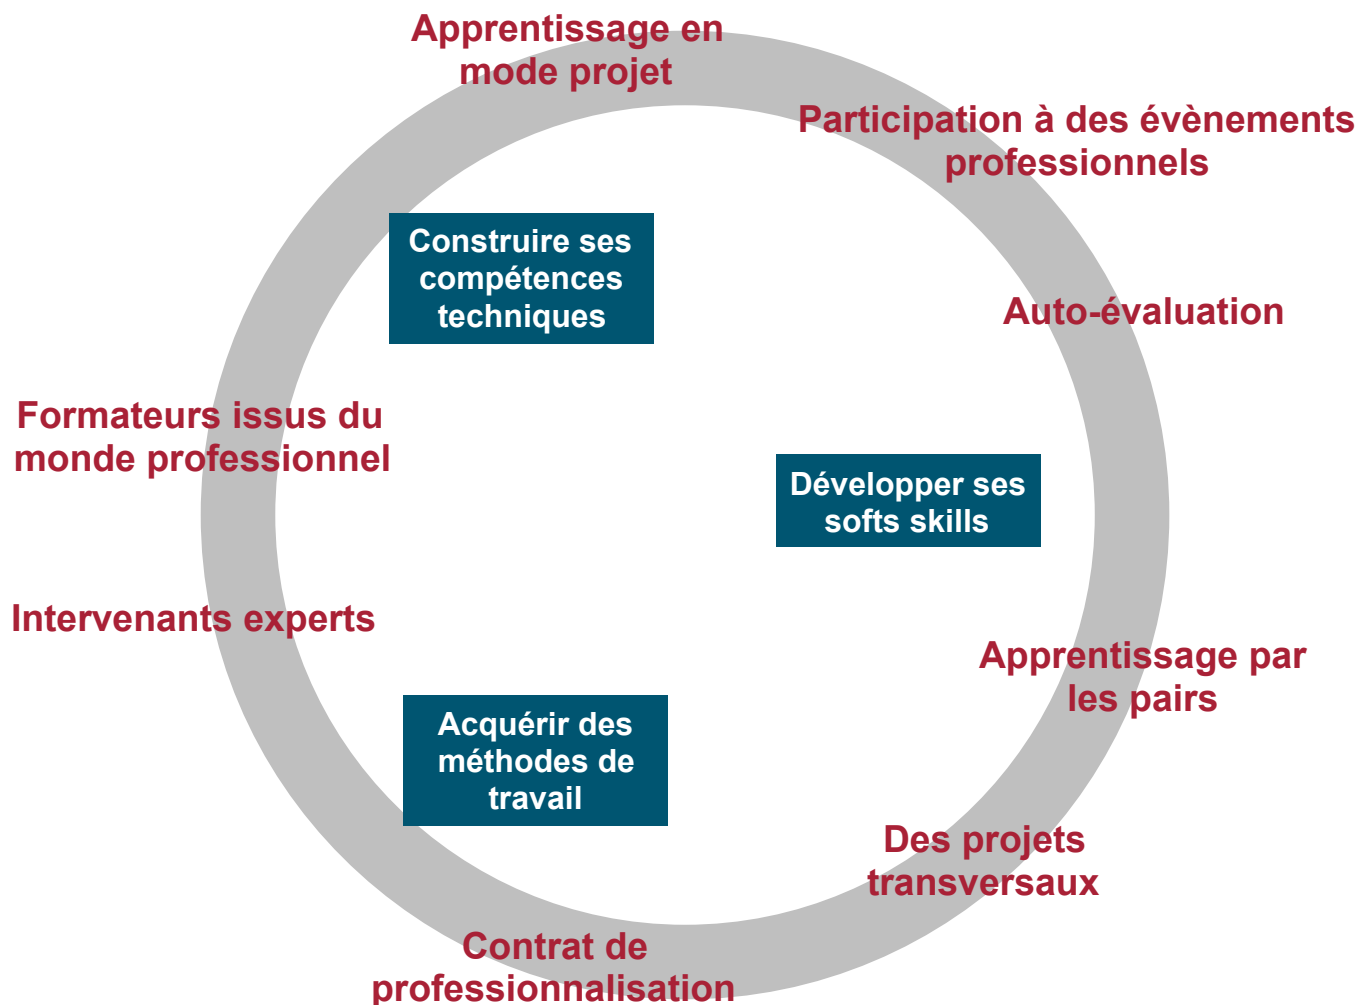 Apprentissage en
mode projet
Participation à des évènements
professionnels
Construire ses
compétences
techniques
Auto-évaluation
Formateurs issus du
monde professionnel
Développer ses
softs skills
Intervenants experts
Apprentissage par
les pairs
Acquérir des
méthodes de
travail
Des projets
transversaux
Contrat de
professionnalisation